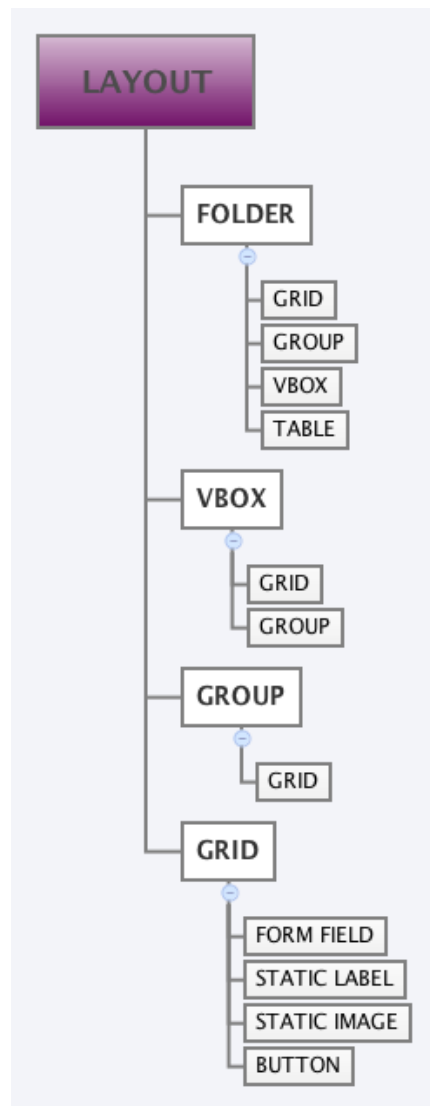 LAYOUT
FOLDER
GRID
GROUP
VBOX
TABLE
VBOX
GRID
GROUP
GROUP
GRID
GRID
FORM FIELD
STATIC LABEL
STATIC IMAGE
BUTTON